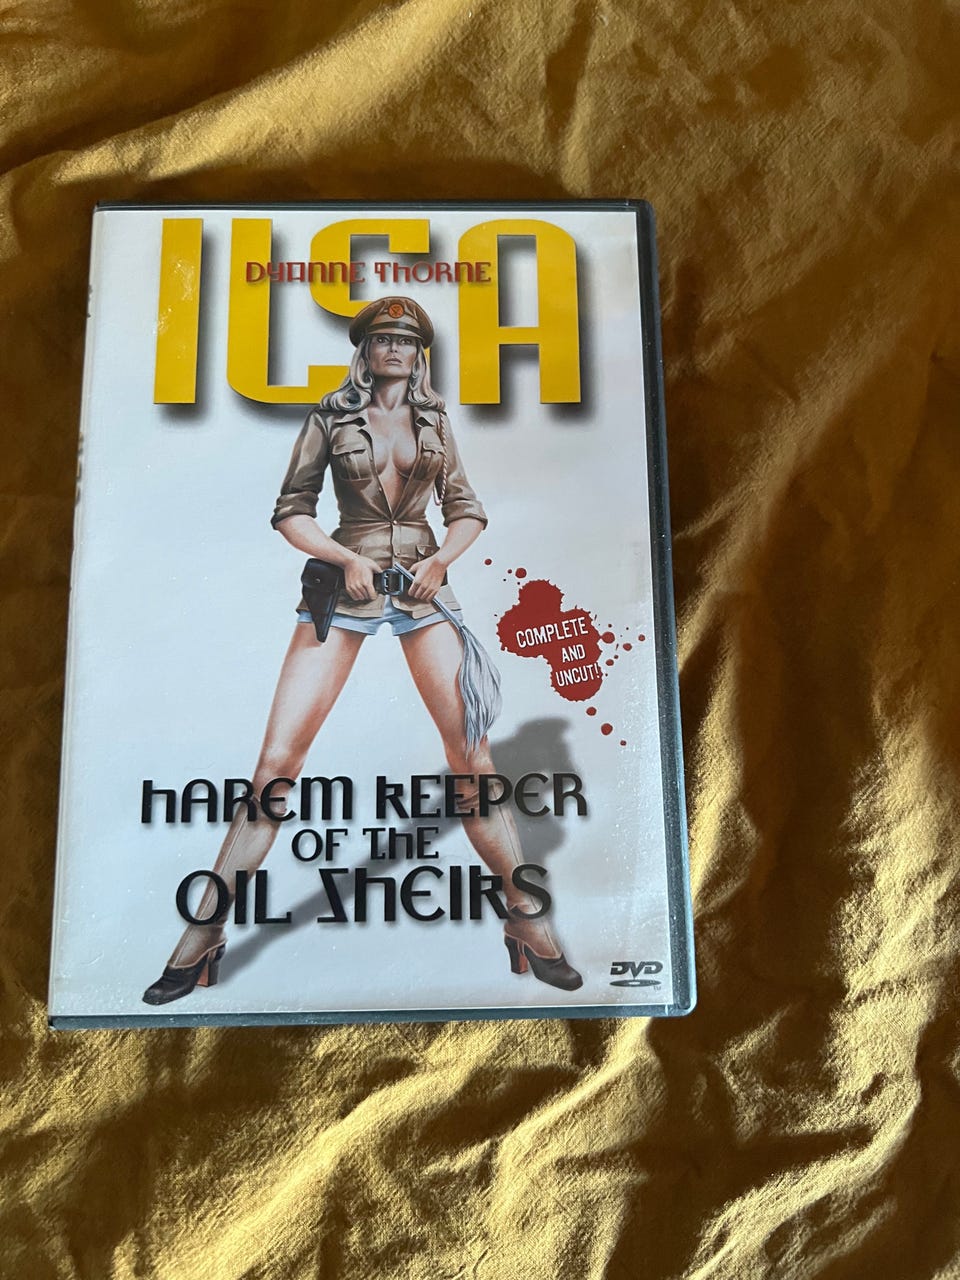 ILSA
DYANNE THORNE
COMPLETE
AND
UNCUT!
HAREM KEEPER
OF THE
OIL SHEIKS
DVD